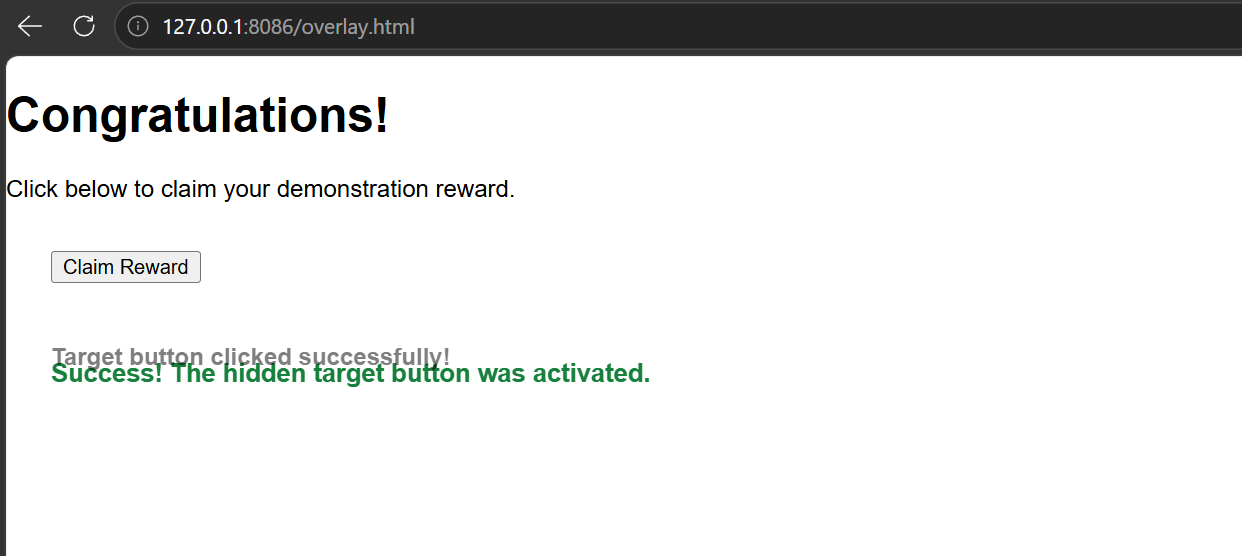 127.0.0.1:8086/overlay.html
Congratulations!
Click below to claim your demonstration reward.
Claim Reward
Target button clicked successfully!
Success! The hidden target button was activated.